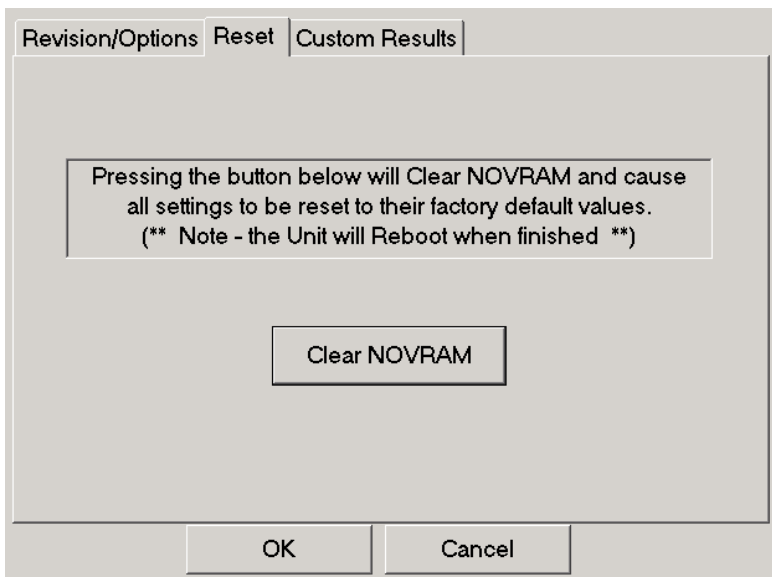 Revision/Options Reset Custom Results
Pressing the button below will Clear NOVRAM and cause
all settings to be reset to their factory default values.
(** Note - the Unit will Reboot when finished **)
Clear NOVRAM
OK Cancel